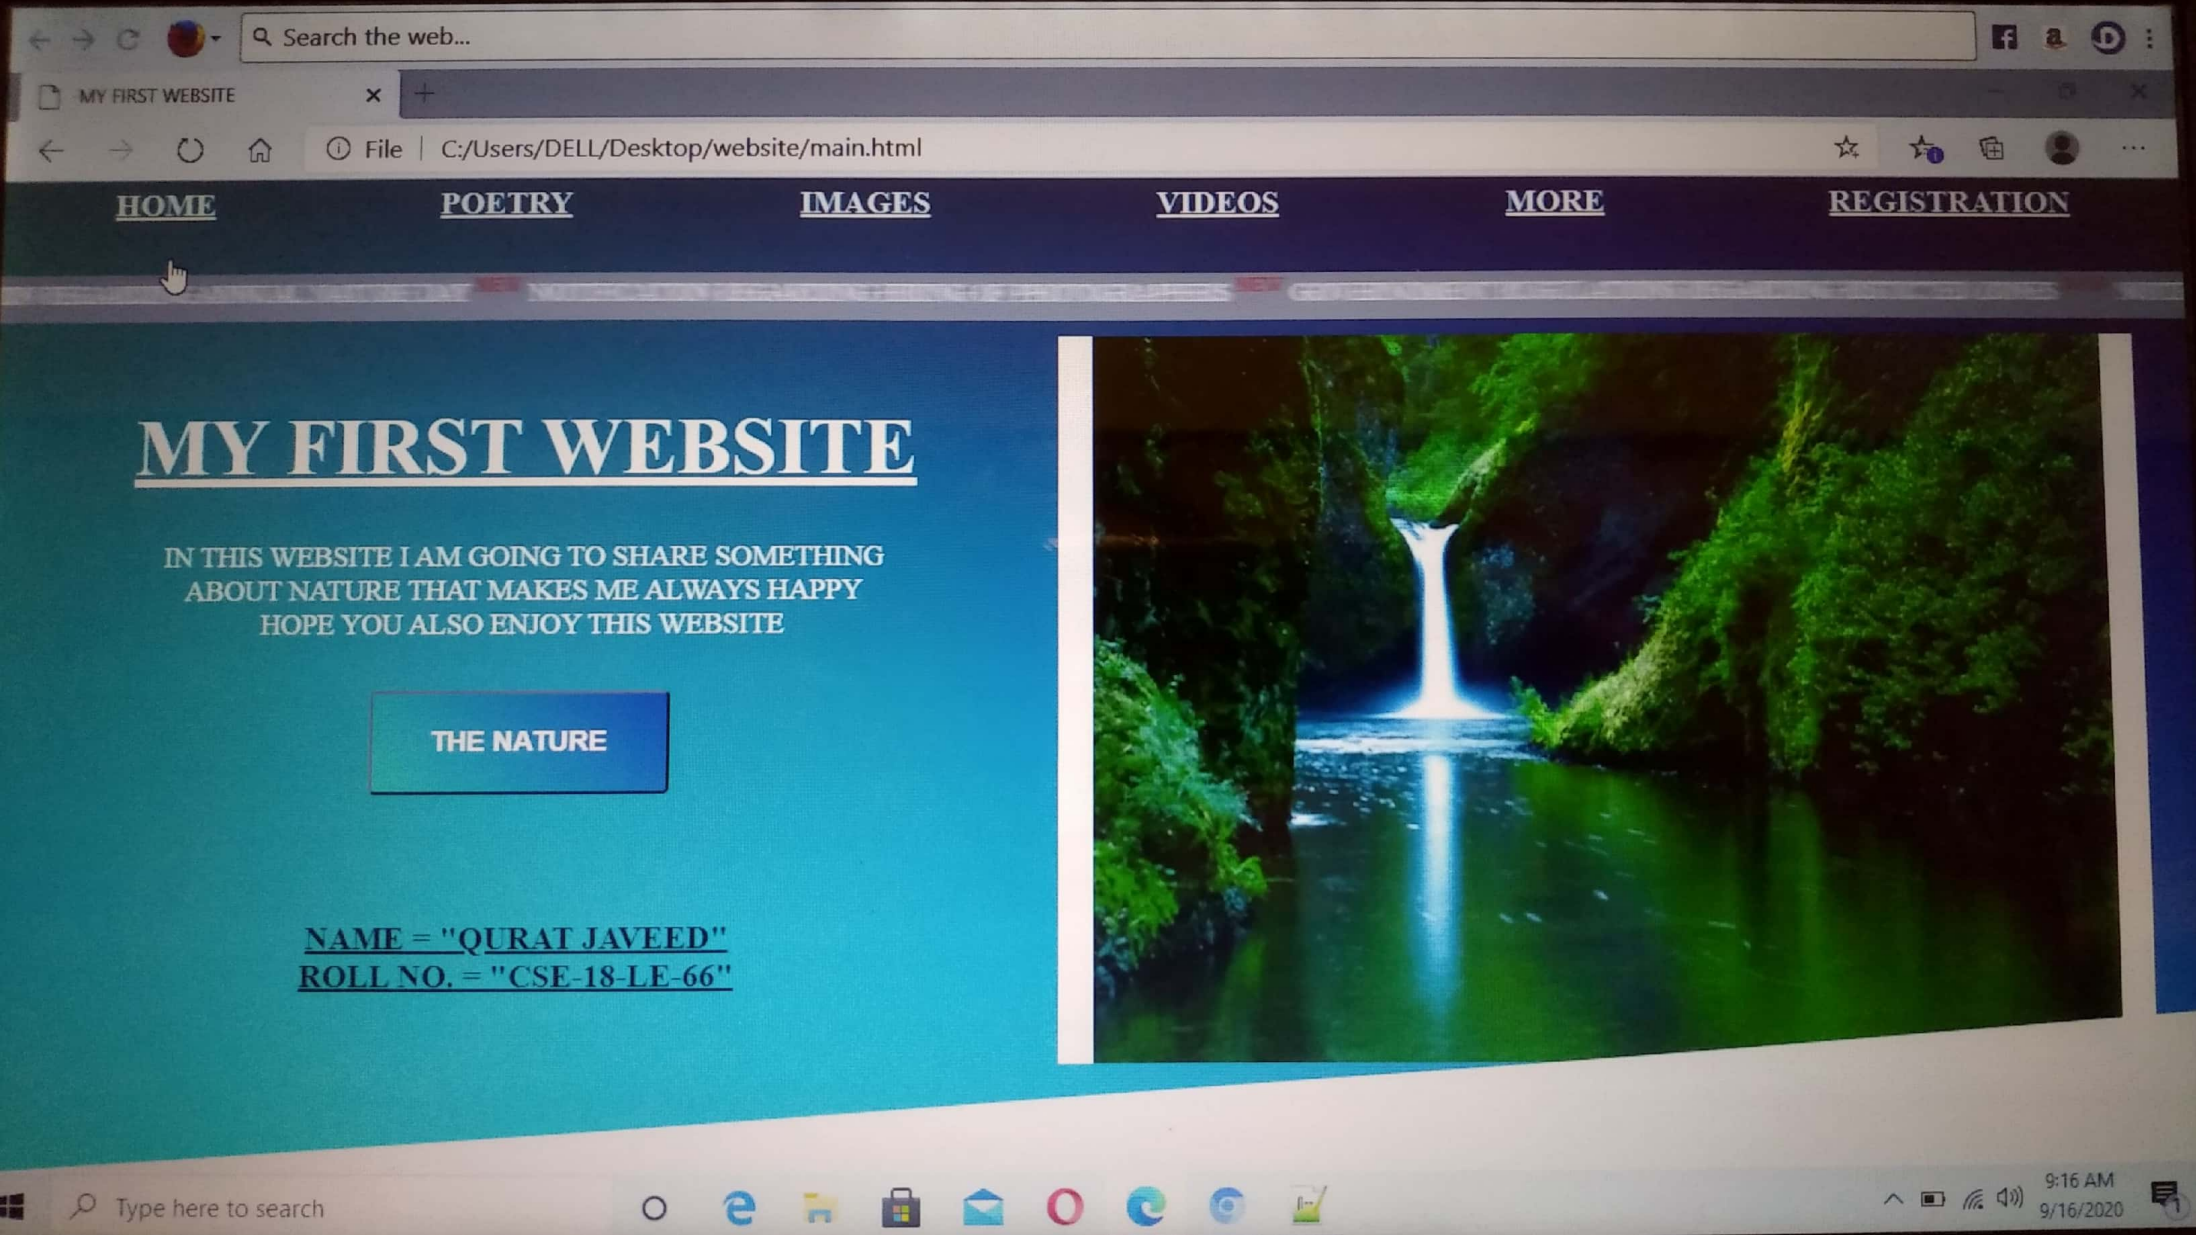 Search the web...
MY FIRST WEBSITE
File C:/Users/DELL/Desktop/website/main.html
HOME POETRY IMAGES VIDEOS MORE REGISTRATION
NEW NEW
MY FIRST WEBSITE
IN THIS WEBSITE I AM GOING TO SHARE SOMETHING
ABOUT NATURE THAT MAKES ME ALWAYS HAPPY
HOPE YOU ALSO ENJOY THIS WEBSITE
THE NATURE
NAME = "QURAT JAVEED"
ROLL NO. = "CSE-18-LE-66"
Type here to search
9:16 AM
9/16/2020
1